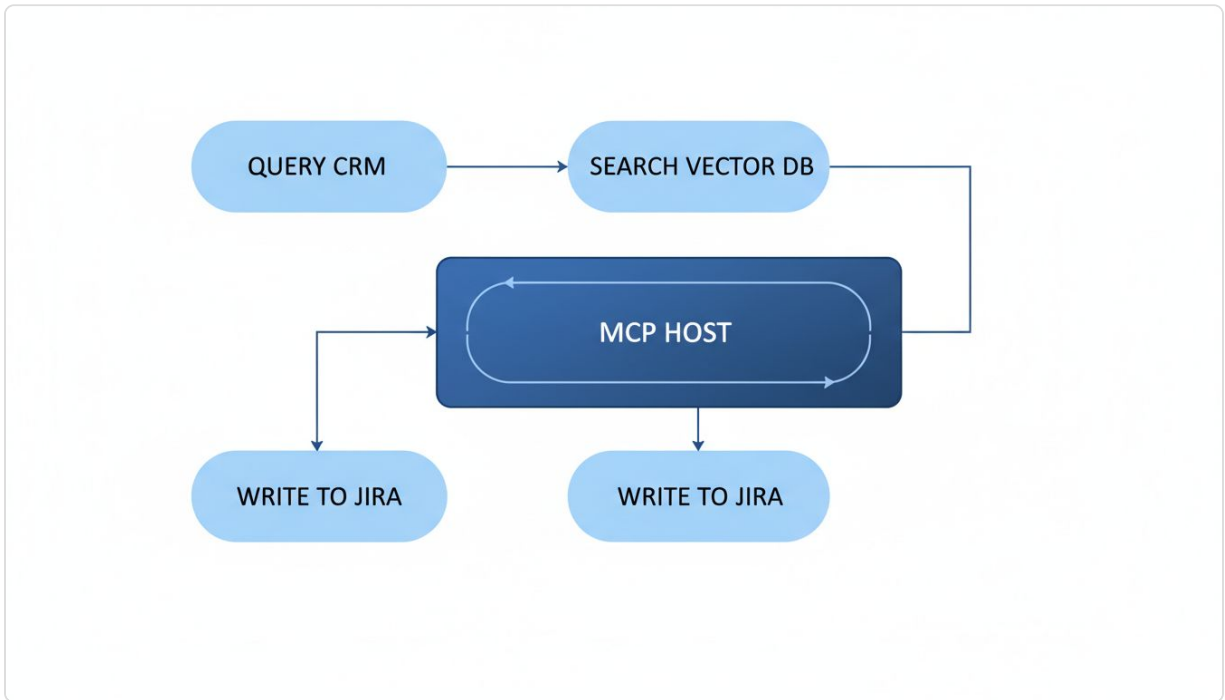 QUERY CRM
SEARCH VECTOR DB
MCP HOST
WRITE TO JIRA
WRITE TO JIRA